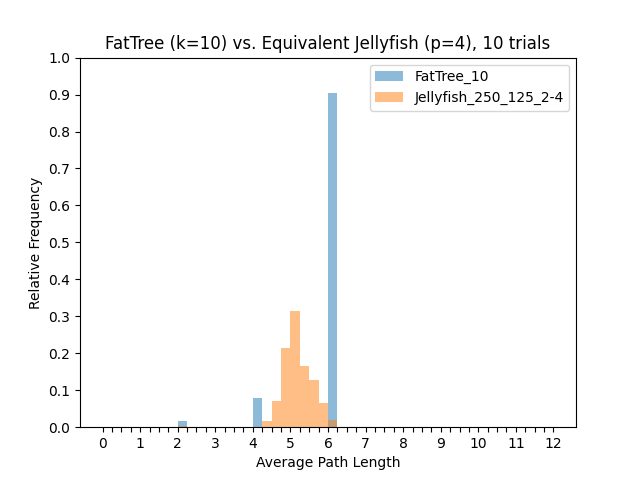 FatTree (k=10) vs. Equivalent Jellyfish (p=4), 10 trials
FatTree_10
Jellyfish_250_125_2-4
Relative Frequency
1.0
0.9
0.8
0.7
0.6
0.5
0.4
0.3
0.2
0.1
0.0
0 1 2 3 4 5 6 7 8 9 10 11 12
Average Path Length